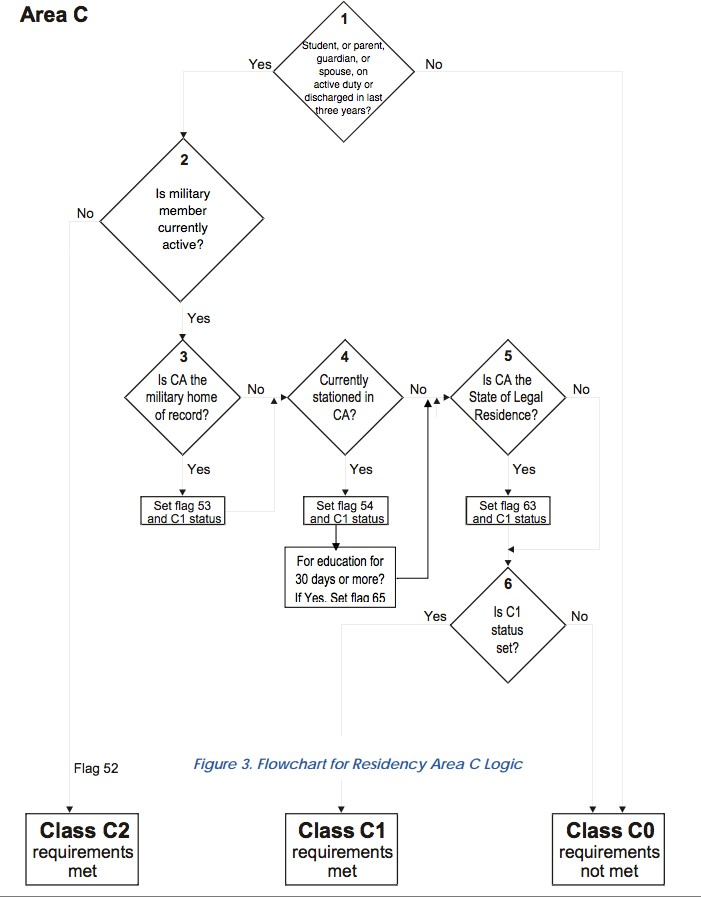 Area C
1
Student, or parent,
guardian, or
spouse, on
active duty or
discharged in last
three years?
Yes
No
2
Is military
member
currently
active?
No
Yes
3
Is CA the
military home
of record?
No
Yes
4
Currently
stationed in
CA?
No
Yes
5
Is CA the
State of Legal
Residence?
No
Yes
Set flag 53
and C1 status
Set flag 54
and C1 status
Set flag 63
and C1 status
For education for
30 days or more?
If Yes. Set flag 65
6
Is C1
status
set?
Yes
No
Flag 52
Figure 3. Flowchart for Residency Area C Logic
Class C2
requirements
met
Class C1
requirements
met
Class C0
requirements
not met